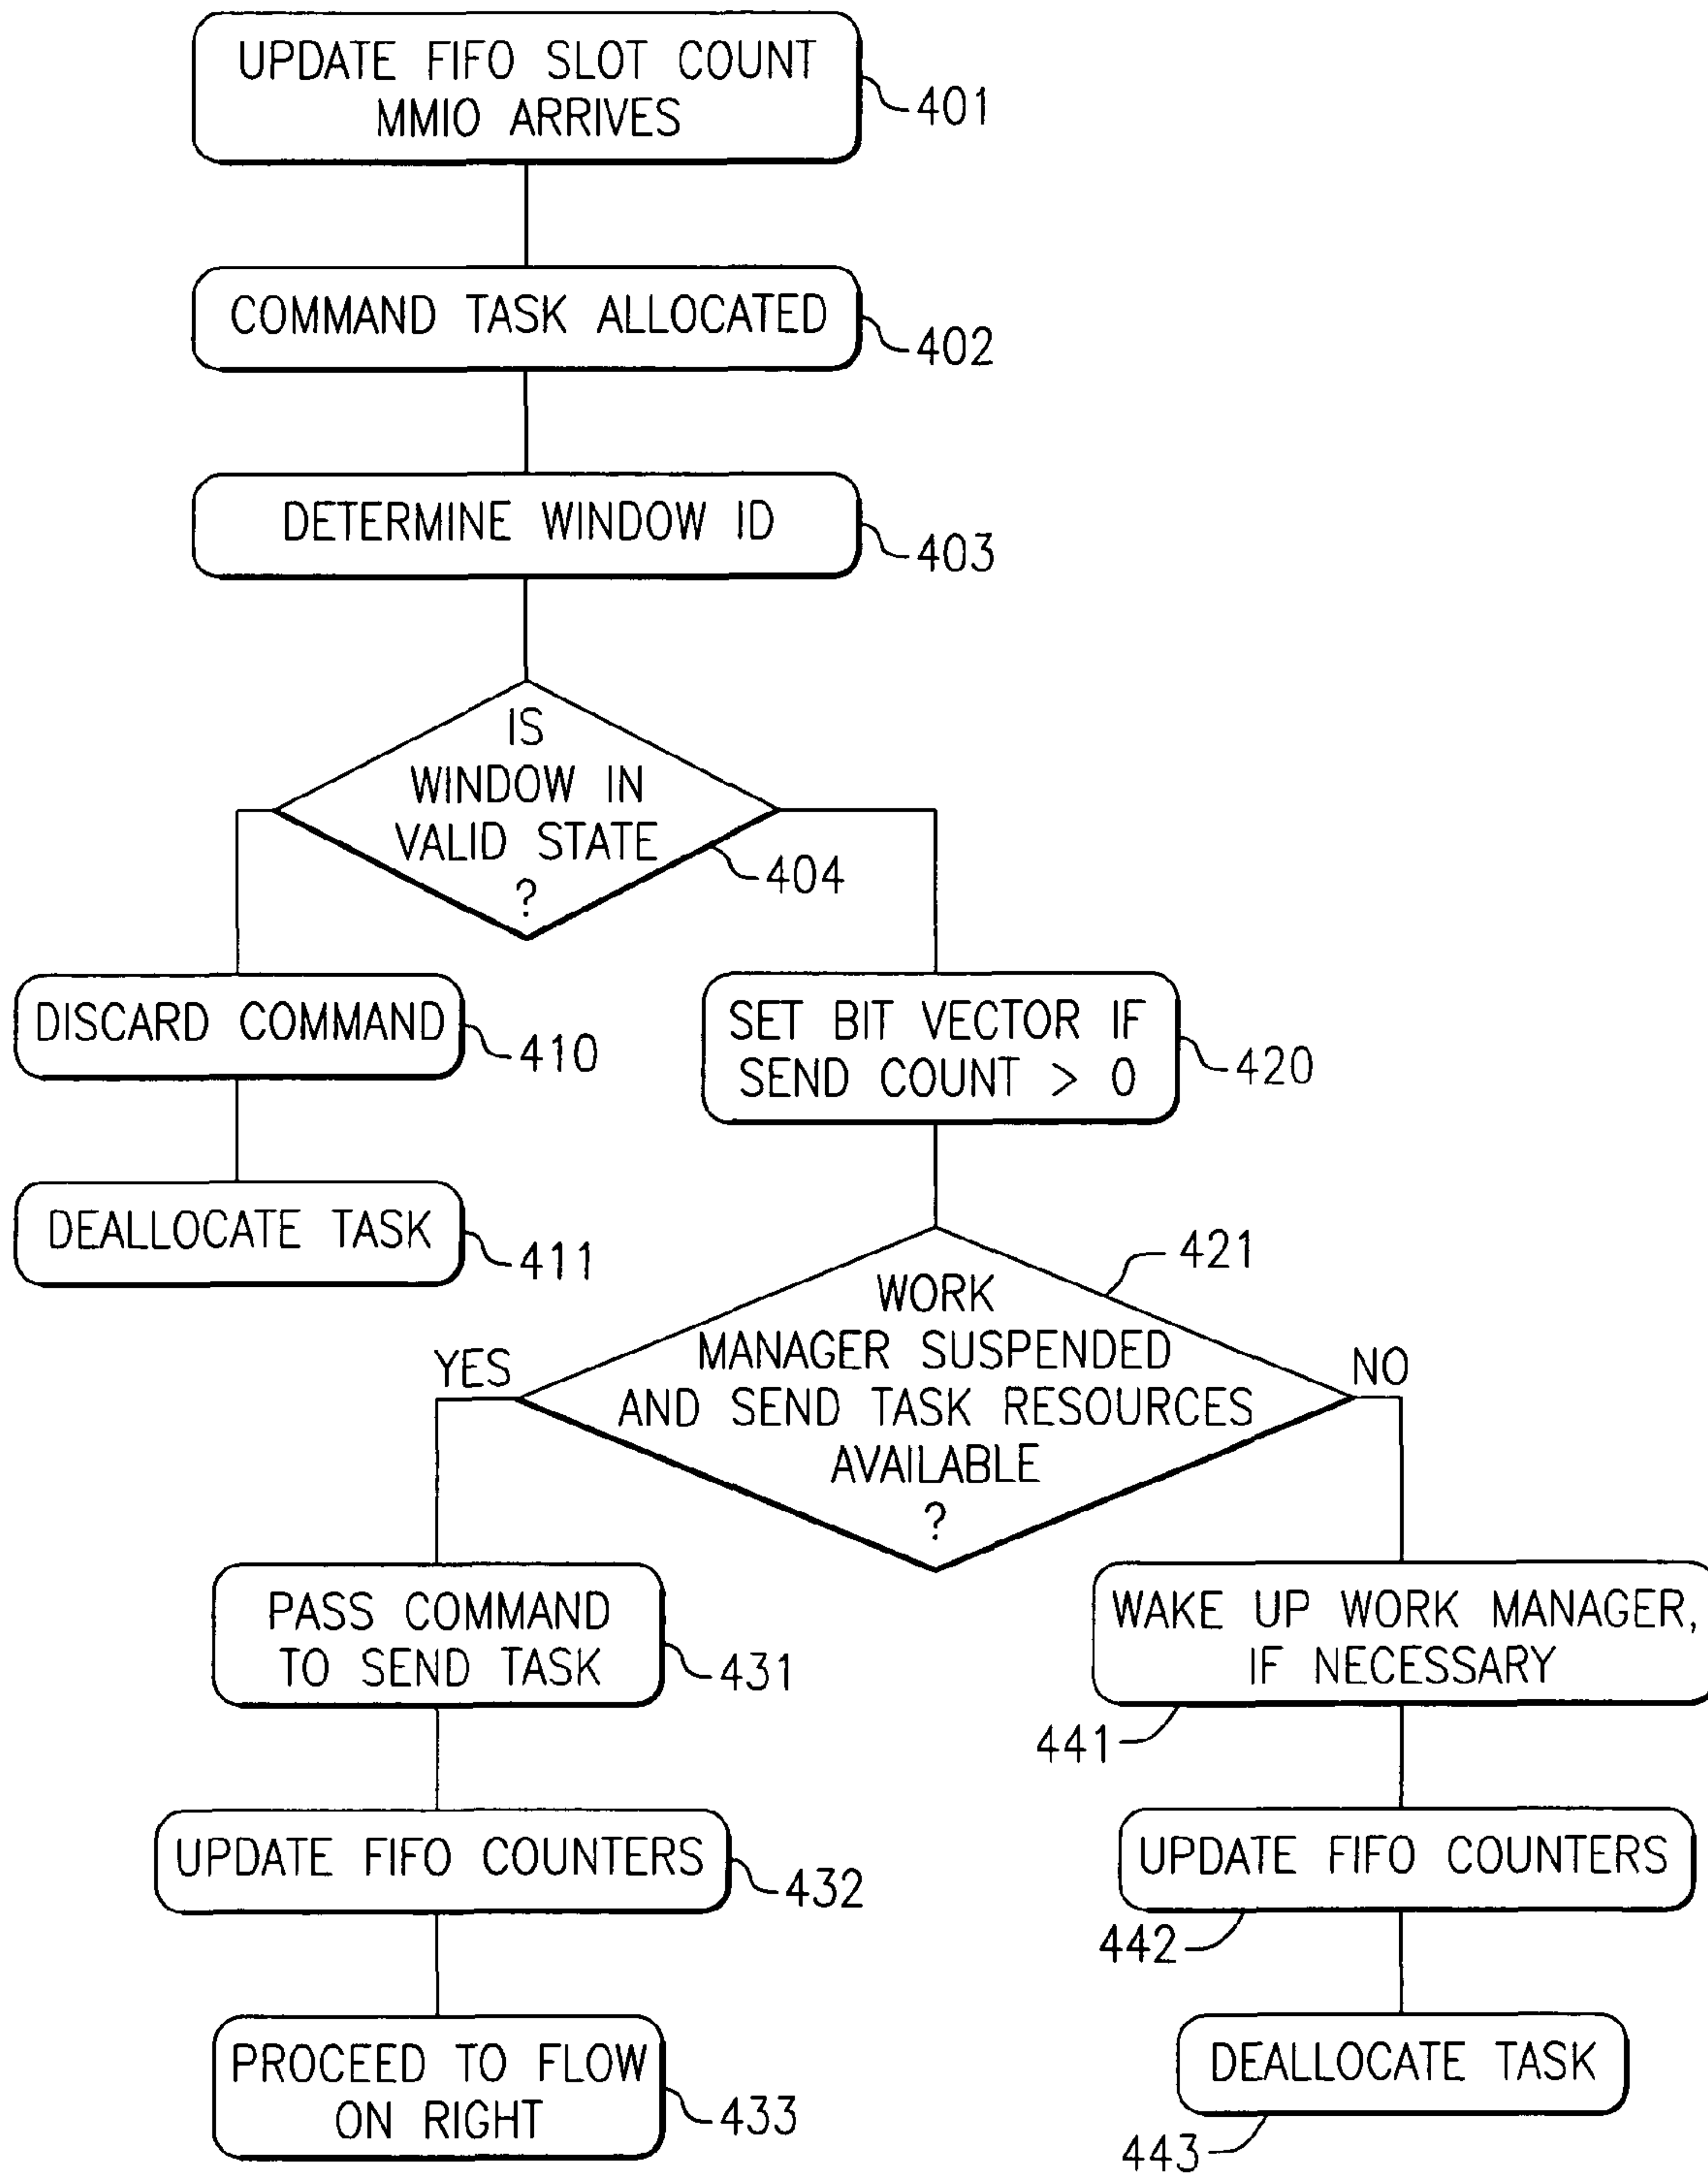 UPDATE FIFO SLOT COUNT
MMIO ARRIVES
401
COMMAND TASK ALLOCATED
402
DETERMINE WINDOW ID
403
IS
WINDOW IN
VALID STATE
?
404
DISCARD COMMAND
410
SET BIT VECTOR IF
SEND COUNT > 0
420
DEALLOCATE TASK
411
421
WORK
MANAGER SUSPENDED
AND SEND TASK RESOURCES
AVAILABLE
?
YES
NO
PASS COMMAND
TO SEND TASK
431
WAKE UP WORK MANAGER,
IF NECESSARY
441
UPDATE FIFO COUNTERS
432
UPDATE FIFO COUNTERS
442
PROCEED TO FLOW
ON RIGHT
433
DEALLOCATE TASK
443